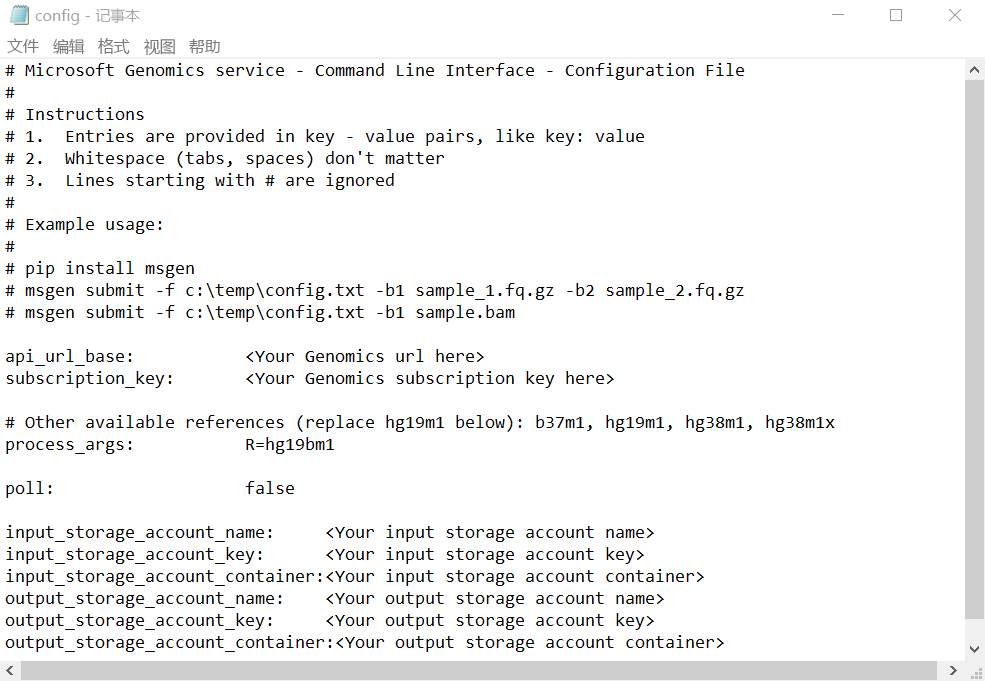 config - 记事本
文件 编辑 格式 视图 帮助
# Microsoft Genomics service - Command Line Interface - Configuration File
#
# Instructions
# 1.  Entries are provided in key - value pairs, like key: value
# 2.  Whitespace (tabs, spaces) don't matter
# 3.  Lines starting with # are ignored
#
# Example usage:
#
# pip install msgen
# msgen submit -f c:\temp\config.txt -b1 sample_1.fq.gz -b2 sample_2.fq.gz
# msgen submit -f c:\temp\config.txt -b1 sample.bam
api_url_base:           <Your Genomics url here>
subscription_key:       <Your Genomics subscription key here>
# Other available references (replace hg19m1 below): b37m1, hg19m1, hg38m1, hg38m1x
process_args:           R=hg19bm1
poll:                   false
input_storage_account_name:     <Your input storage account name>
input_storage_account_key:      <Your input storage account key>
input_storage_account_container:<Your input storage account container>
output_storage_account_name:    <Your output storage account name>
output_storage_account_key:     <Your output storage account key>
output_storage_account_container:<Your output storage account container>